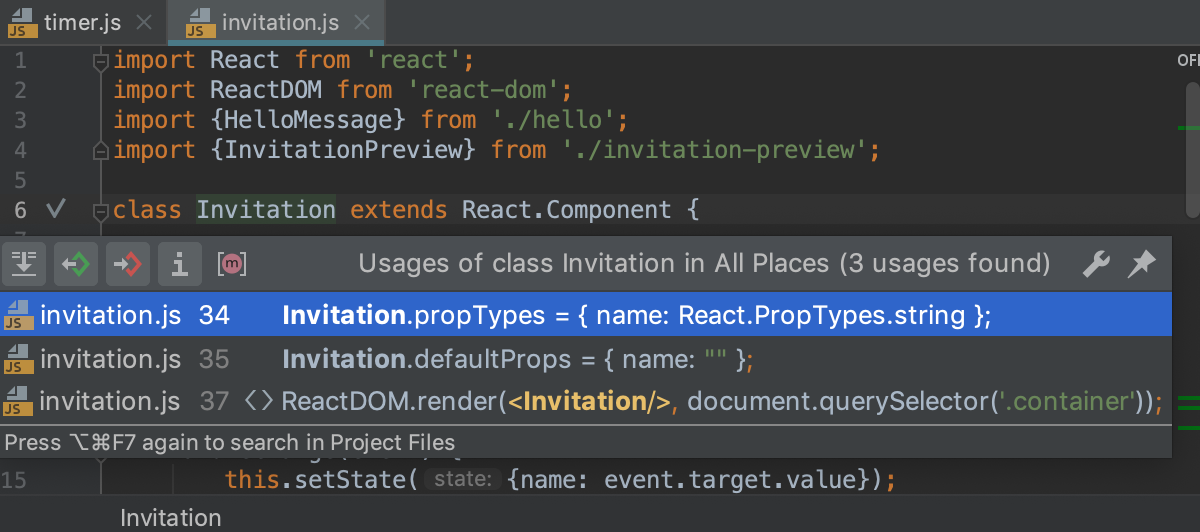 JS timer.js JS invitation.js
1 import React from 'react'; OF
2 import ReactDOM from 'react-dom';
3 import {HelloMessage} from './hello';
4 import {InvitationPreview} from './invitation-preview';
5
6 class Invitation extends React.Component {
i [m] Usages of class Invitation in All Places (3 usages found)
JS invitation.js 34 Invitation.propTypes = { name: React.PropTypes.string };
JS invitation.js 35 Invitation.defaultProps = { name: "" };
JS invitation.js 37 <> ReactDOM.render(<Invitation/>, document.querySelector('.container'));
Press ⌥⌘F7 again to search in Project Files
15 this.setState( state: {name: event.target.value});
Invitation